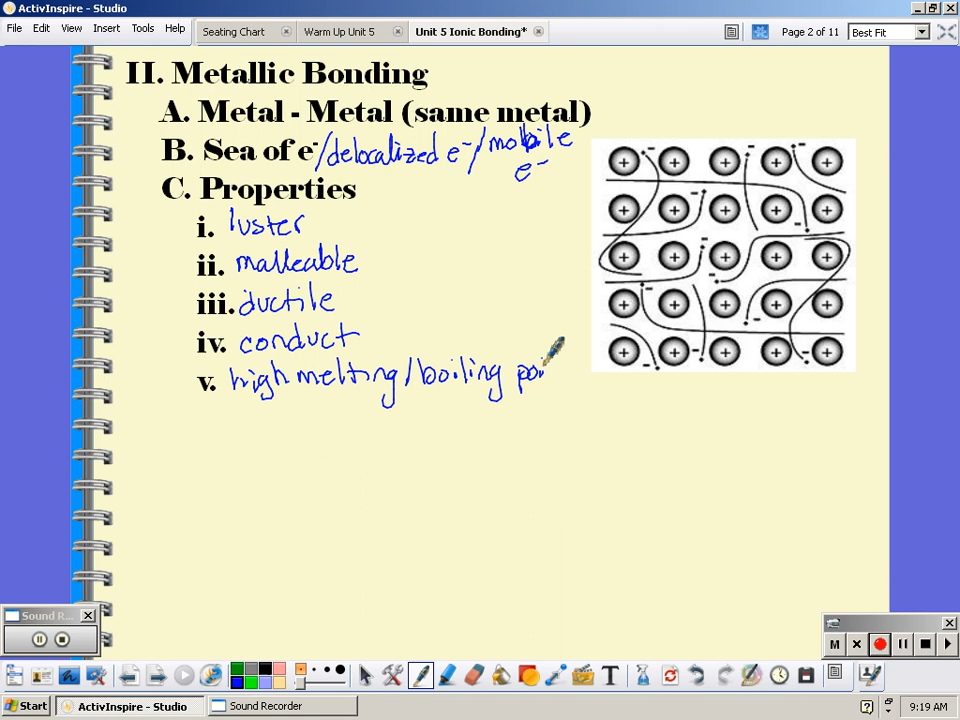 ActivInspire - Studio
File Edit View Insert Tools Help
Seating Chart
Warm Up Unit 5
Unit 5 Ionic Bonding*
Page 2 of 11
Best Fit
II. Metallic Bonding
A. Metal - Metal (same metal)
B. Sea of e⁻/delocalized e⁻/mobile
e⁻
C. Properties
i. luster
ii. malleable
iii. ductile
iv. conduct
v. high melting/boiling poi
Sound R...
M
T
Start
ActivInspire - Studio
Sound Recorder
9:19 AM